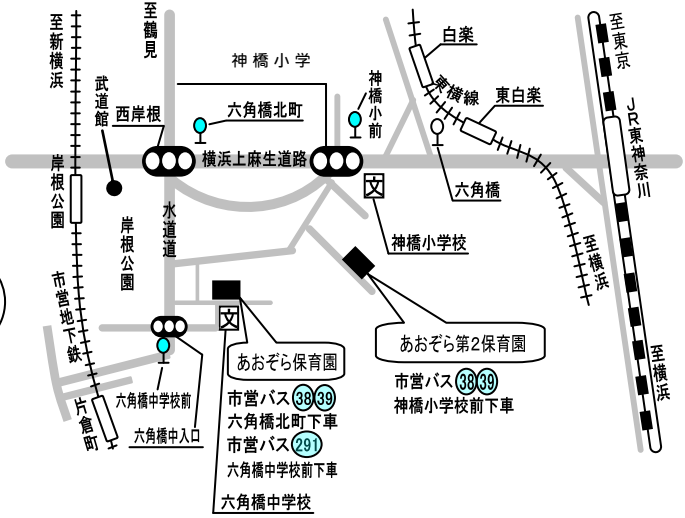 至新横浜
至鶴見
神橋小学
白楽
至東京
武道館
西岸根
六角橋北町
神橋小前
東横線
東白楽
JR東神奈川
横浜上麻生道路
岸根公園
六角橋
文
神橋小学校
水道道
岸根公園
至横浜
市営地下鉄
文
あおぞら保育園
あおぞら第2保育園
至横浜
市営バス 38 39
六角橋北町下車
市営バス 291
六角橋中学校前下車
市営バス 38 39
神橋小学校前下車
六角橋中学校前
片倉町
六角橋中入口
六角橋中学校